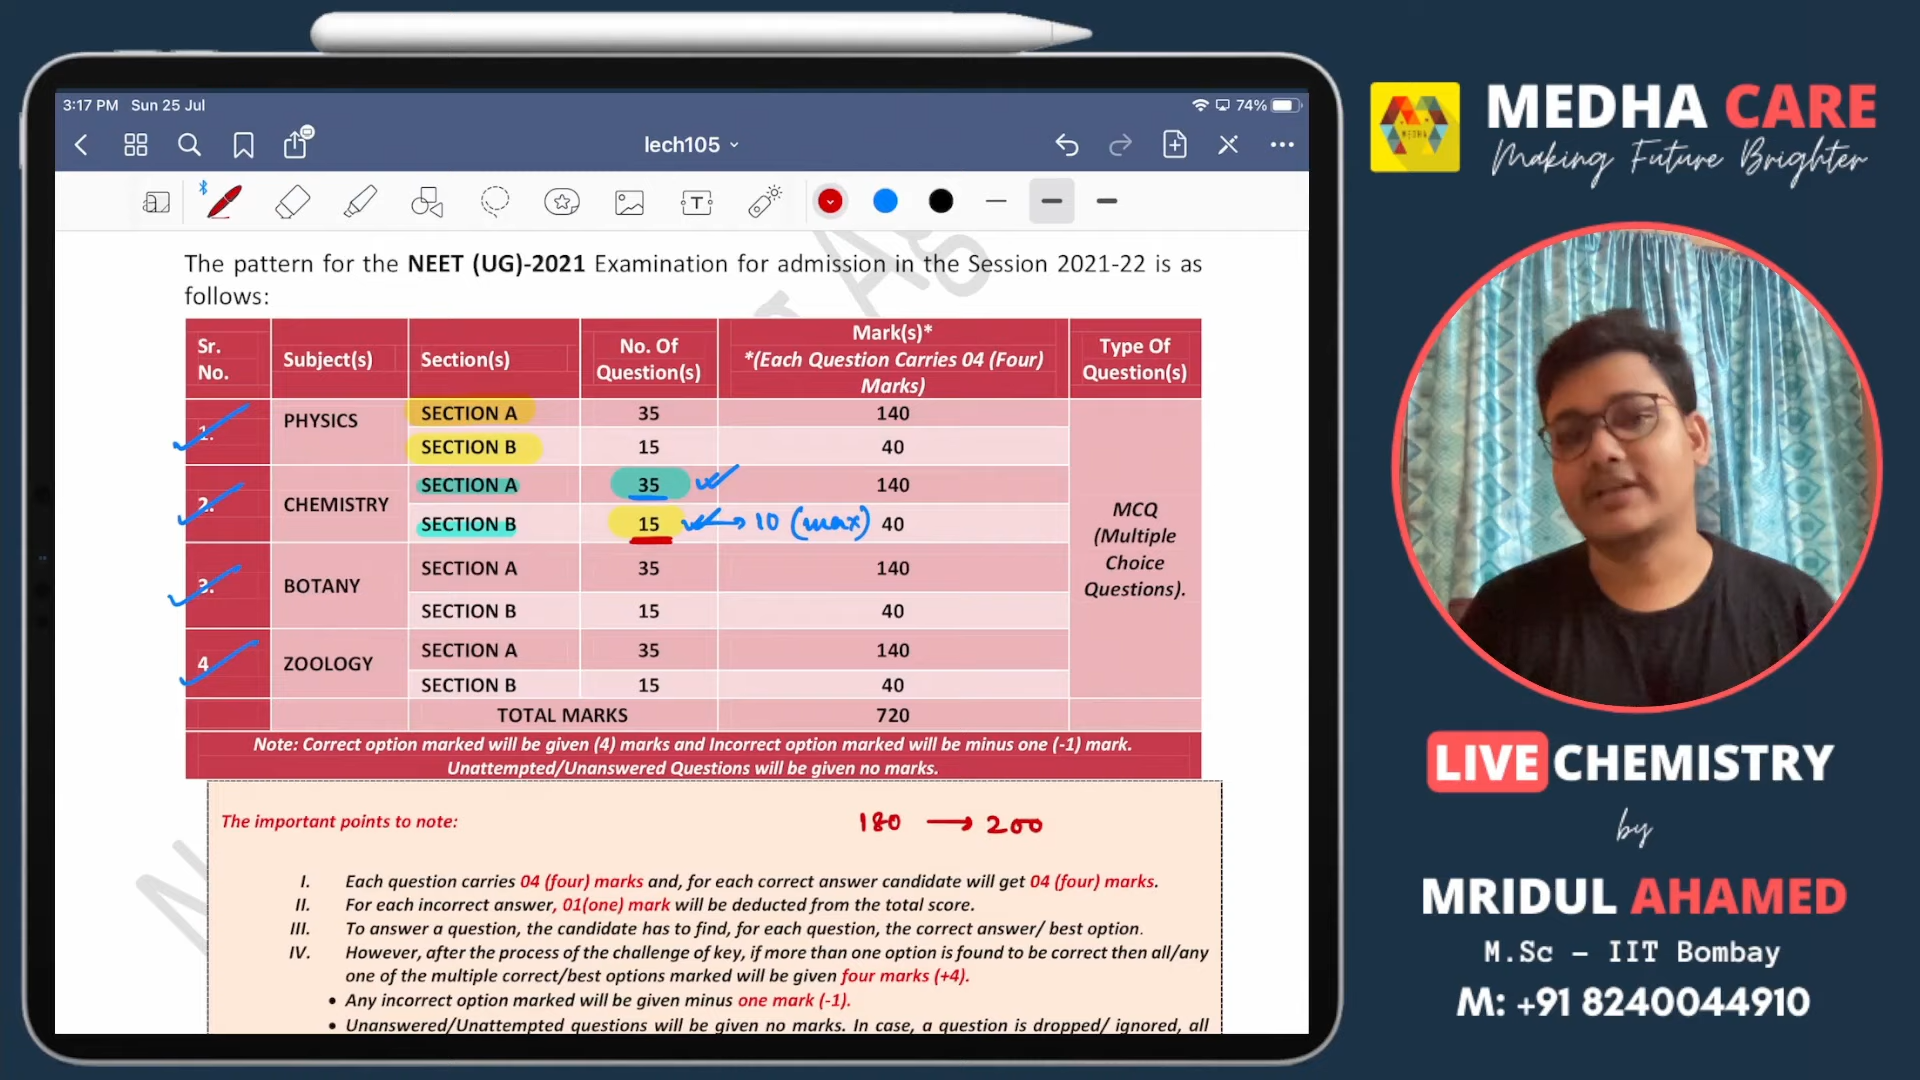 3:17 PM Sun 25 Jul
74%
lech105
The pattern for the NEET (UG)-2021 Examination for admission in the Session 2021-22 is as
follows:
Sr. No. Subject(s) Section(s) No. Of Question(s) Mark(s)* *(Each Question Carries 04 (Four) Marks) Type Of Question(s)
1. PHYSICS SECTION A 35 140
SECTION B 15 40
2. CHEMISTRY SECTION A 35 140
SECTION B 15 10 (max) 40
MCQ
(Multiple
Choice
Questions).
3. BOTANY SECTION A 35 140
SECTION B 15 40
4 ZOOLOGY SECTION A 35 140
SECTION B 15 40
TOTAL MARKS 720
Note: Correct option marked will be given (4) marks and Incorrect option marked will be minus one (-1) mark.
Unattempted/Unanswered Questions will be given no marks.
The important points to note:
180 → 200
I. Each question carries 04 (four) marks and, for each correct answer candidate will get 04 (four) marks.
II. For each incorrect answer, 01(one) mark will be deducted from the total score.
III. To answer a question, the candidate has to find, for each question, the correct answer/ best option.
IV. However, after the process of the challenge of key, if more than one option is found to be correct then all/any
one of the multiple correct/best options marked will be given four marks (+4).
• Any incorrect option marked will be given minus one mark (-1).
• Unanswered/Unattempted questions will be given no marks. In case, a question is dropped/ ignored, all
MEDHA CARE
Making Future Brighter
MEDHA
LIVE CHEMISTRY
by
MRIDUL AHAMED
M.Sc – IIT Bombay
M: +91 8240044910